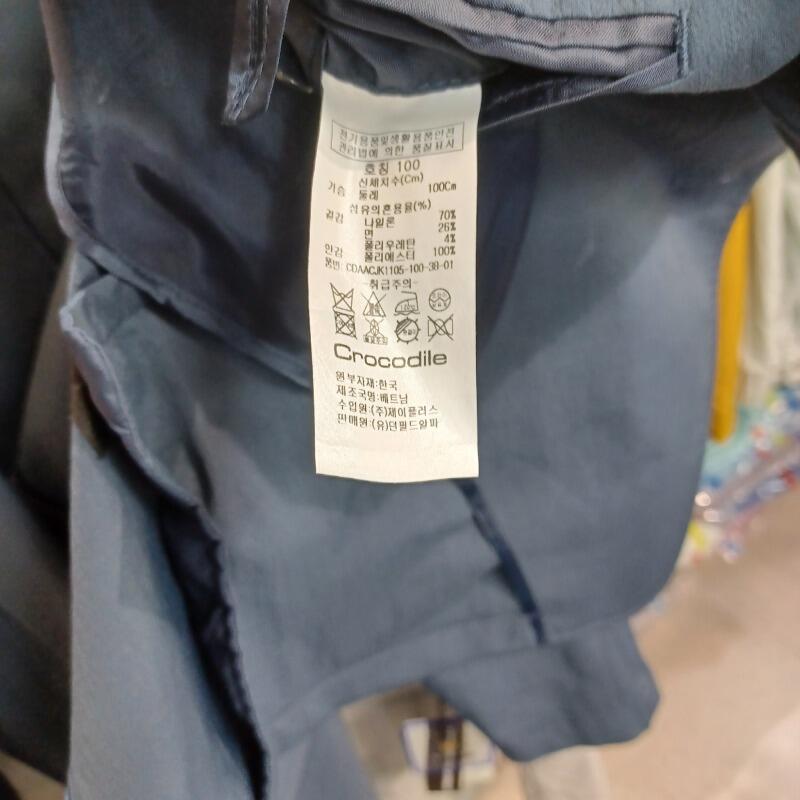 전기용품및생활용품안전
관리법에 의한 품질표시
호칭 100
신체치수(Cm)
가슴 둘레 100Cm
섬유의혼용율(%)
겉감 나일론 70%
면 26%
폴리우레탄 4%
안감 폴리에스터 100%
품번: CDAACJK1105-100-38-01
-취급주의-
Crocodile
원부자재:한국
제조국명:베트남
수입원:(주)제이플러스
판매원:(유)던필드알파